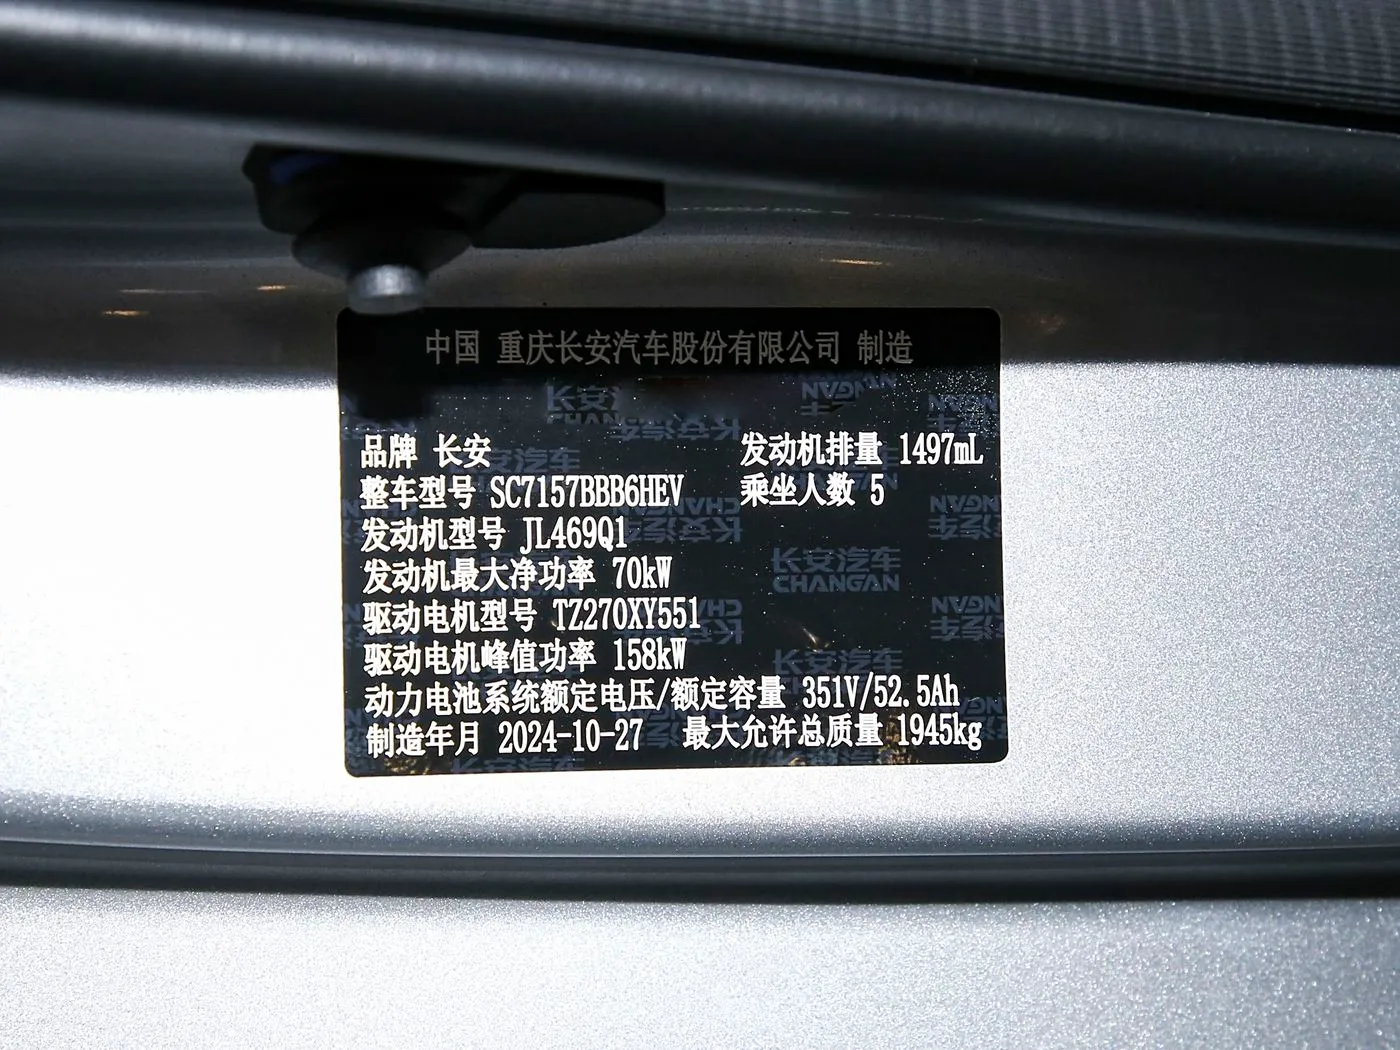 中国 重庆长安汽车股份有限公司 制造
品牌 长安 发动机排量 1497mL
整车型号 SC7157BBB6HEV 乘坐人数 5
发动机型号 JL469Q1
发动机最大净功率 70kW
驱动电机型号 TZ270XY551
驱动电机峰值功率 158kW
动力电池系统额定电压/额定容量 351V/52.5Ah
制造年月 2024-10-27 最大允许总质量 1945kg
长安汽车
CHANGAN